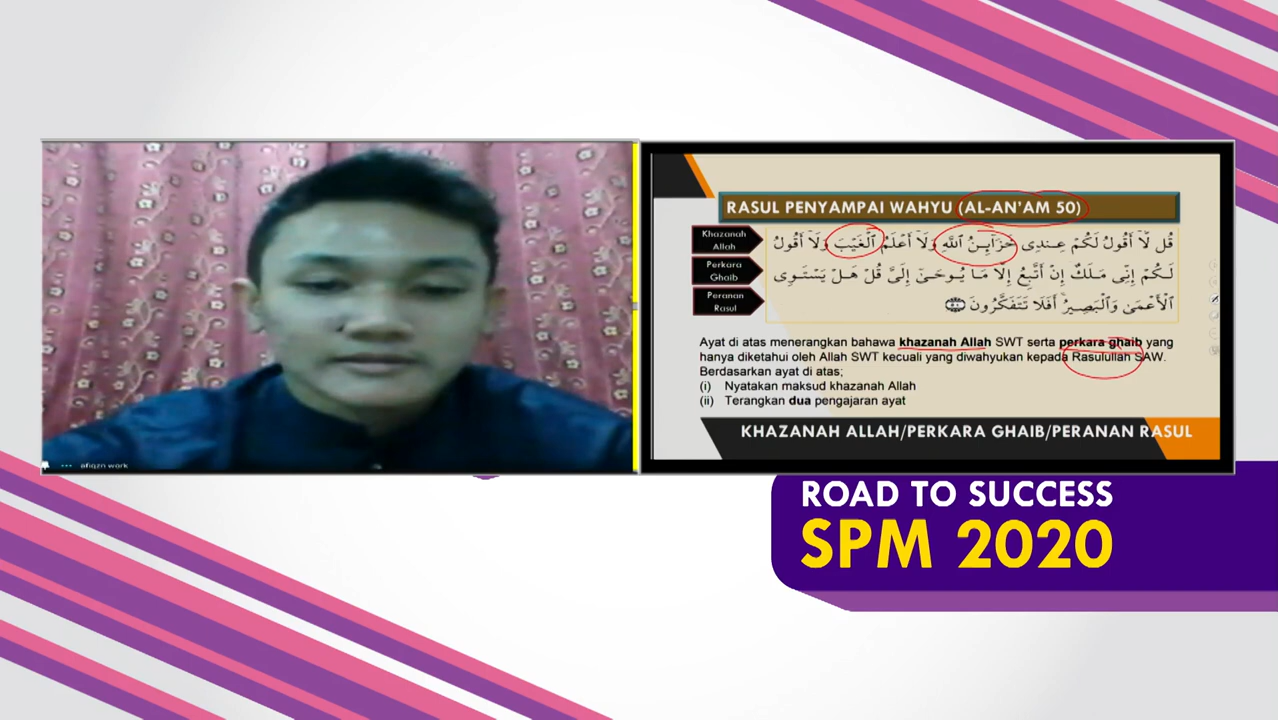 afiqzn work
RASUL PENYAMPAI WAHYU (AL-AN'AM 50)
Khazanah
Allah
Perkara
Ghaib
Peranan
Rasul
قُل لَّآ أَقُولُ لَكُمْ عِندِى خَزَآئِنُ ٱللَّهِ وَلَآ أَعْلَمُ ٱلْغَيْبَ وَلَآ أَقُولُ
لَكُمْ إِنِّى مَلَكٌ إِنْ أَتَّبِعُ إِلَّا مَا يُوحَىٰٓ إِلَىَّ قُلْ هَلْ يَسْتَوِى
ٱلْأَعْمَىٰ وَٱلْبَصِيرُ أَفَلَا تَتَفَكَّرُونَ ۝٥٠
Ayat di atas menerangkan bahawa khazanah Allah SWT serta perkara ghaib yang
hanya diketahui oleh Allah SWT kecuali yang diwahyukan kepada Rasulullah SAW.
Berdasarkan ayat di atas;
(i) Nyatakan maksud khazanah Allah
(ii) Terangkan dua pengajaran ayat
KHAZANAH ALLAH/PERKARA GHAIB/PERANAN RASUL
ROAD TO SUCCESS
SPM 2020